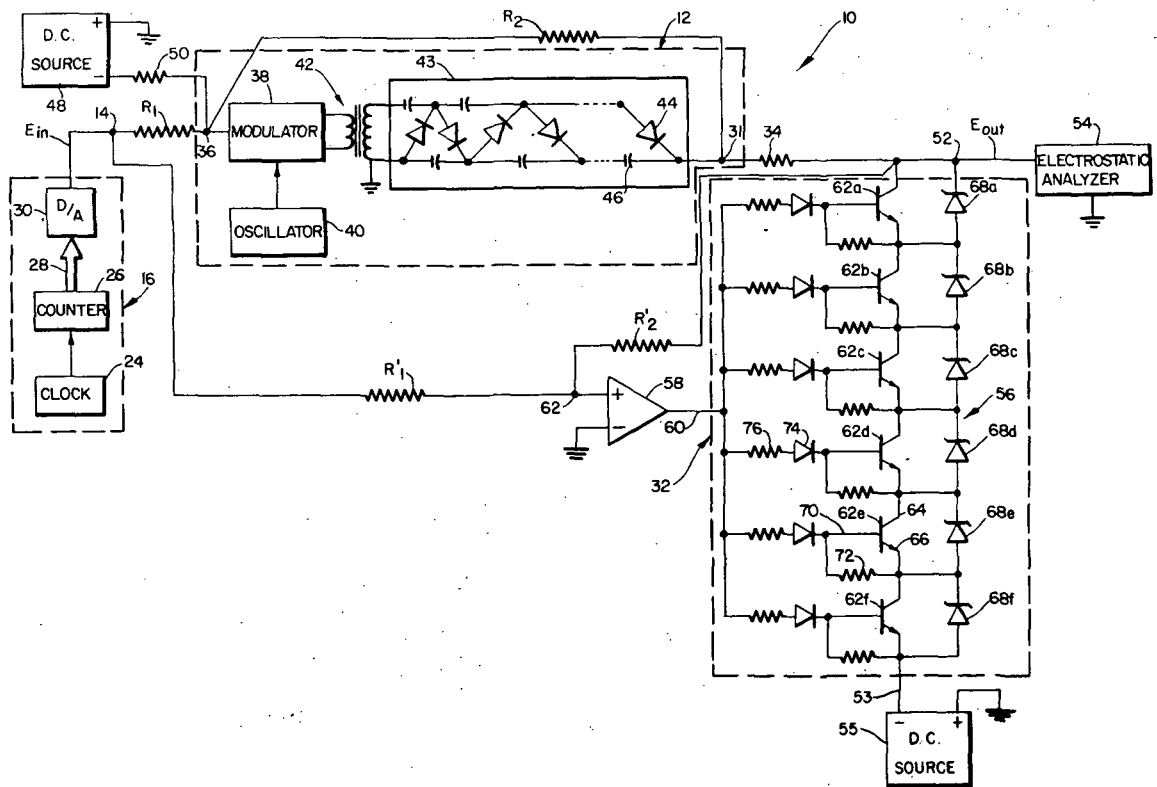 D.C.
SOURCE
+
−
48
50
R2
12
10
42
43
38
MODULATOR
44
46
31
34
52
Eout
54
ELECTROSTATIC
ANALYZER
14
R1
36
Ein
OSCILLATOR
40
30
D/A
28
26
COUNTER
16
24
CLOCK
R'1
R'2
62
+
−
58
60
32
62a
68a
62b
68b
62c
68c
56
76
74
62d
68d
70
62e
64
66
72
68e
62f
68f
53
55
−
+
D.C.
SOURCE